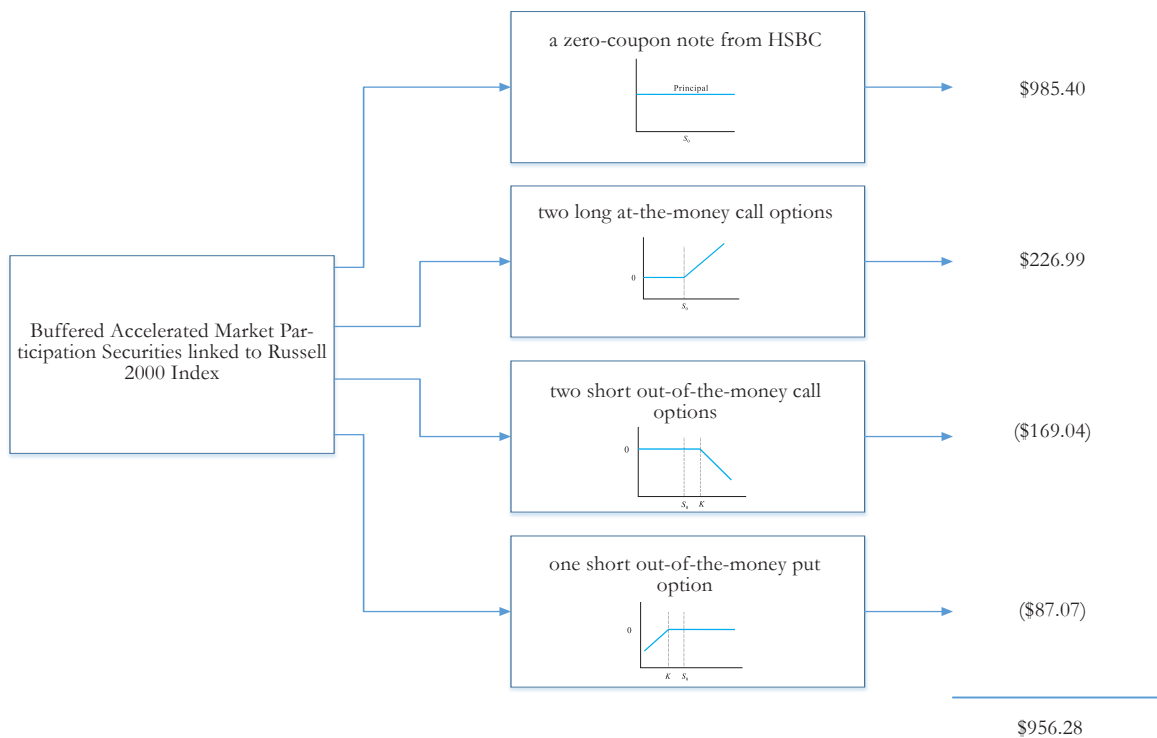 a zero-coupon note from HSBC
Principal
S0
$985.40
two long at-the-money call options
0
S0
$226.99
Buffered Accelerated Market Par-
ticipation Securities linked to Russell
2000 Index
two short out-of-the-money call
options
0
S0 K
($169.04)
one short out-of-the-money put
option
0
K S0
($87.07)
$956.28